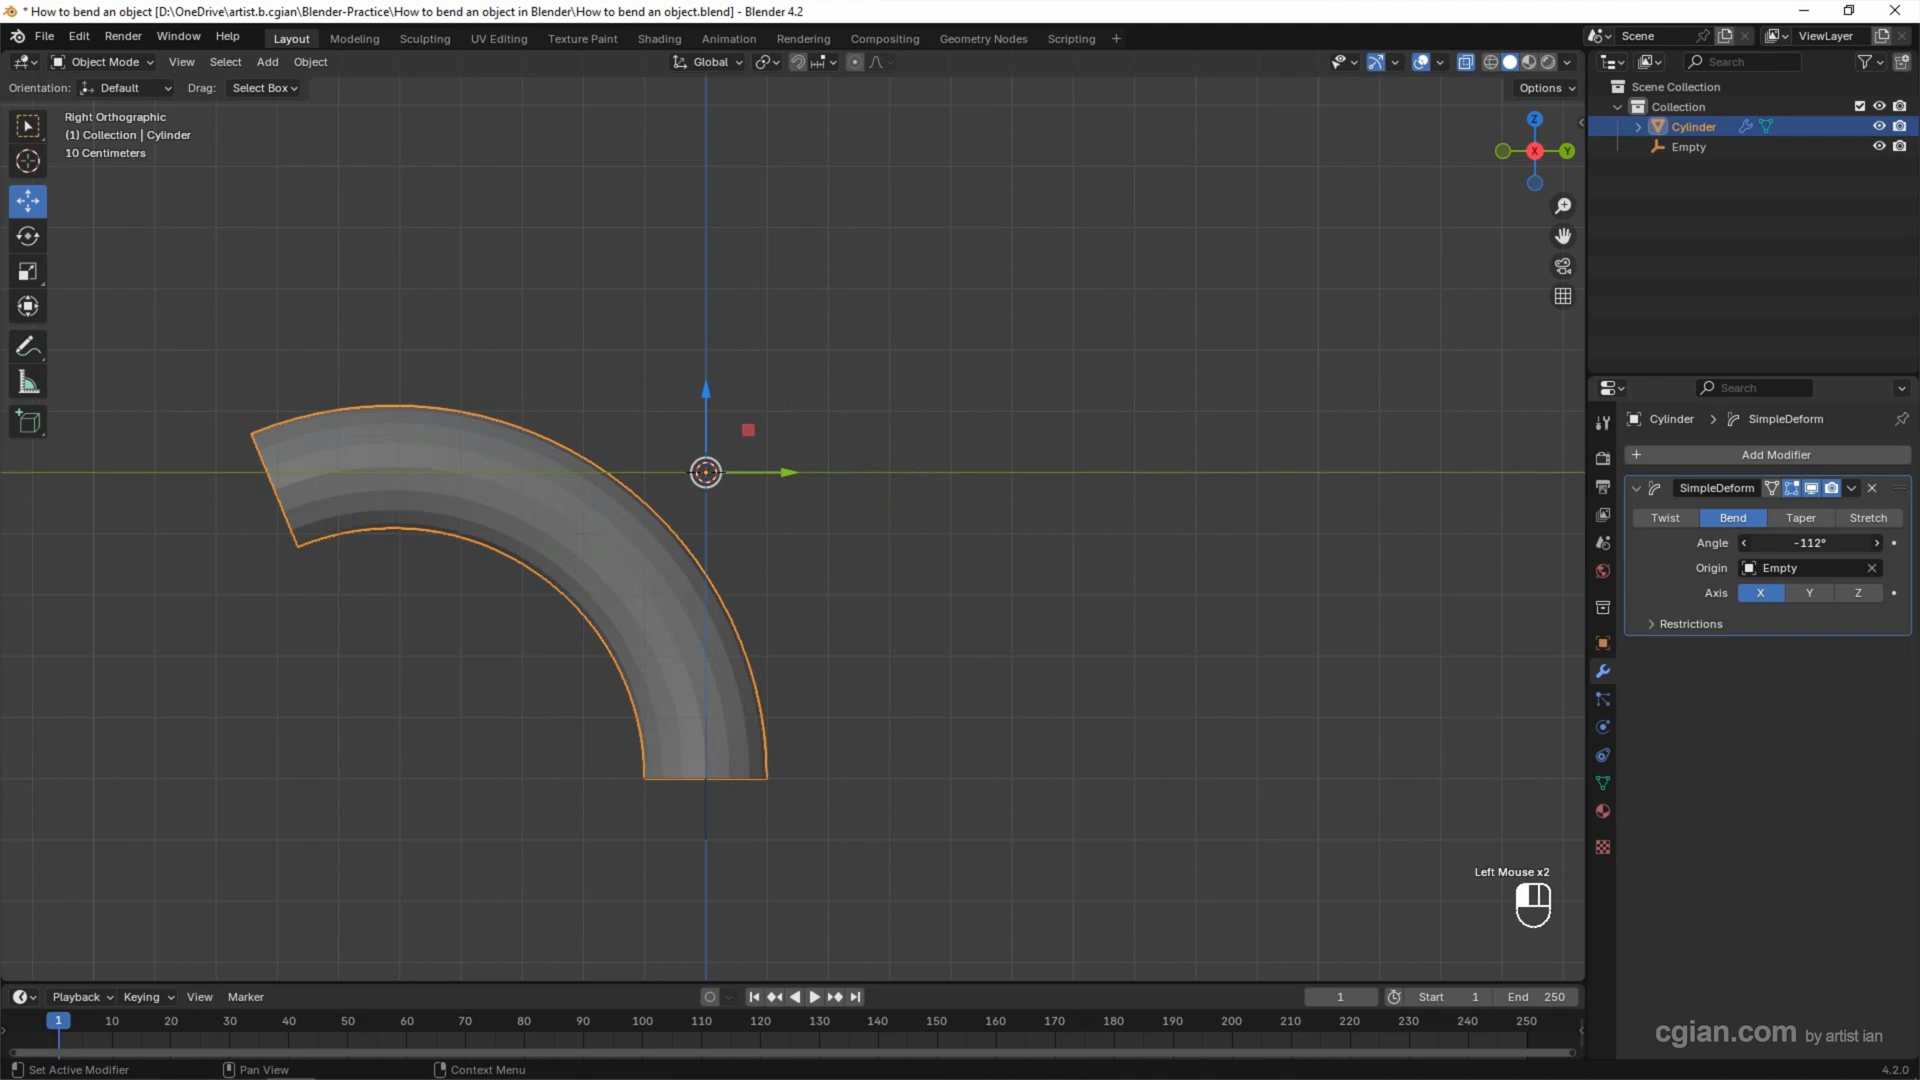 * How to bend an object [D:\OneDrive\artist.b.cgian\Blender-Practice\How to bend an object in Blender\How to bend an object.blend] - Blender 4.2
File Edit Render Window Help Layout Modeling Sculpting UV Editing Texture Paint Shading Animation Rendering Compositing Geometry Nodes Scripting + Scene ViewLayer
Object Mode View Select Add Object Global Search
Orientation: Default Drag: Select Box Options
Scene Collection
Collection
Cylinder
Empty
Right Orthographic
(1) Collection | Cylinder
10 Centimeters
Z
X
Y
Search
Cylinder > SimpleDeform
+ Add Modifier
SimpleDeform
Twist Bend Taper Stretch
Angle -112°
Origin Empty
Axis X Y Z
Restrictions
Left Mouse x2
Playback Keying View Marker 1 Start 1 End 250
1 10 20 30 40 50 60 70 80 90 100 110 120 130 140 150 160 170 180 190 200 210 220 230 240 250
cgian.com by artist ian
Set Active Modifier Pan View Context Menu 4.2.0